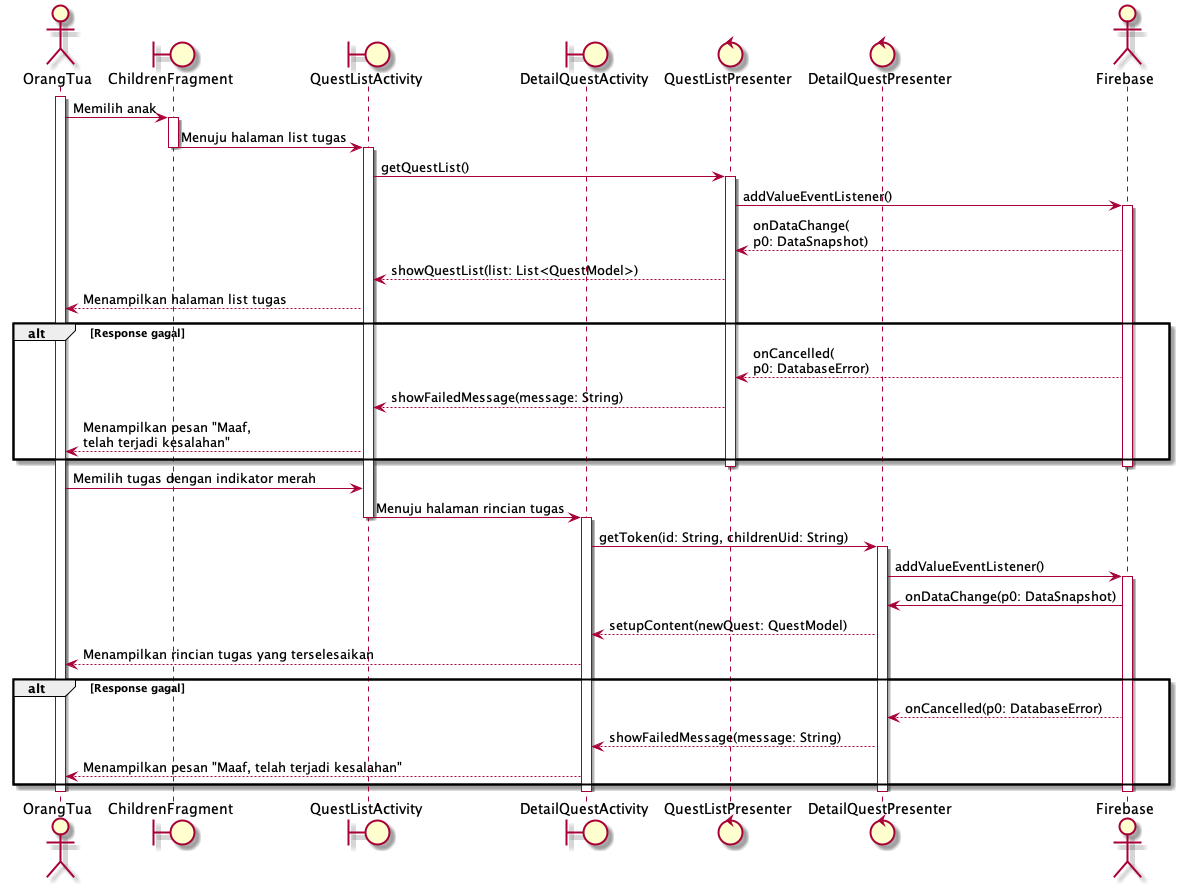 OrangTua
ChildrenFragment
QuestListActivity
DetailQuestActivity
QuestListPresenter
DetailQuestPresenter
Firebase
Memilih anak
Menuju halaman list tugas
getQuestList()
addValueEventListener()
onDataChange(
p0: DataSnapshot)
showQuestList(list: List<QuestModel>)
Menampilkan halaman list tugas
alt
[Response gagal]
onCancelled(
p0: DatabaseError)
showFailedMessage(message: String)
Menampilkan pesan "Maaf,
telah terjadi kesalahan"
Memilih tugas dengan indikator merah
Menuju halaman rincian tugas
getToken(id: String, childrenUid: String)
addValueEventListener()
onDataChange(p0: DataSnapshot)
setupContent(newQuest: QuestModel)
Menampilkan rincian tugas yang terselesaikan
alt
[Response gagal]
onCancelled(p0: DatabaseError)
showFailedMessage(message: String)
Menampilkan pesan "Maaf, telah terjadi kesalahan"
OrangTua
ChildrenFragment
QuestListActivity
DetailQuestActivity
QuestListPresenter
DetailQuestPresenter
Firebase